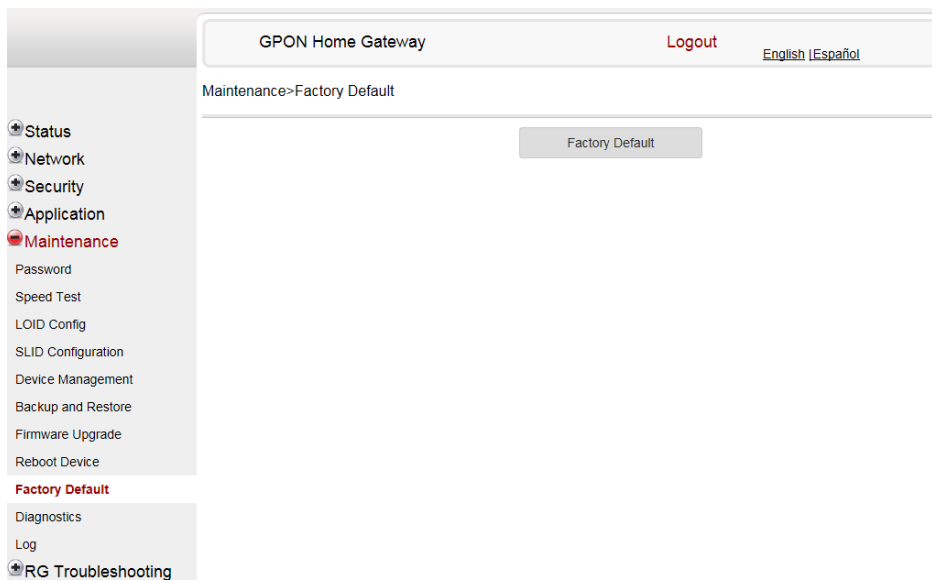 GPON Home Gateway
Logout
English |Español
Maintenance>Factory Default
Factory Default
Status
Network
Security
Application
Maintenance
Password
Speed Test
LOID Config
SLID Configuration
Device Management
Backup and Restore
Firmware Upgrade
Reboot Device
Factory Default
Diagnostics
Log
RG Troubleshooting